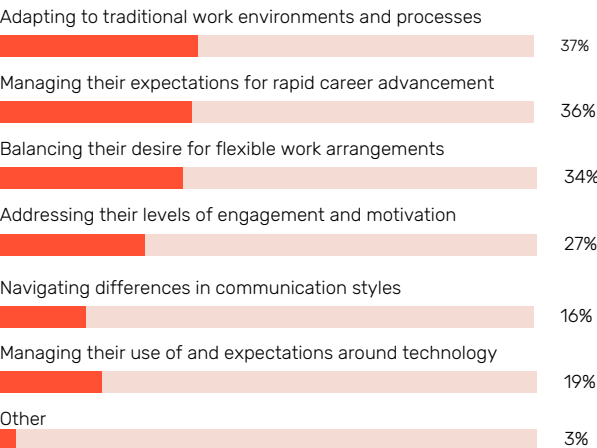 Adapting to traditional work environments and processes
37%
Managing their expectations for rapid career advancement
36%
Balancing their desire for flexible work arrangements
34%
Addressing their levels of engagement and motivation
27%
Navigating differences in communication styles
16%
Managing their use of and expectations around technology
19%
Other
3%